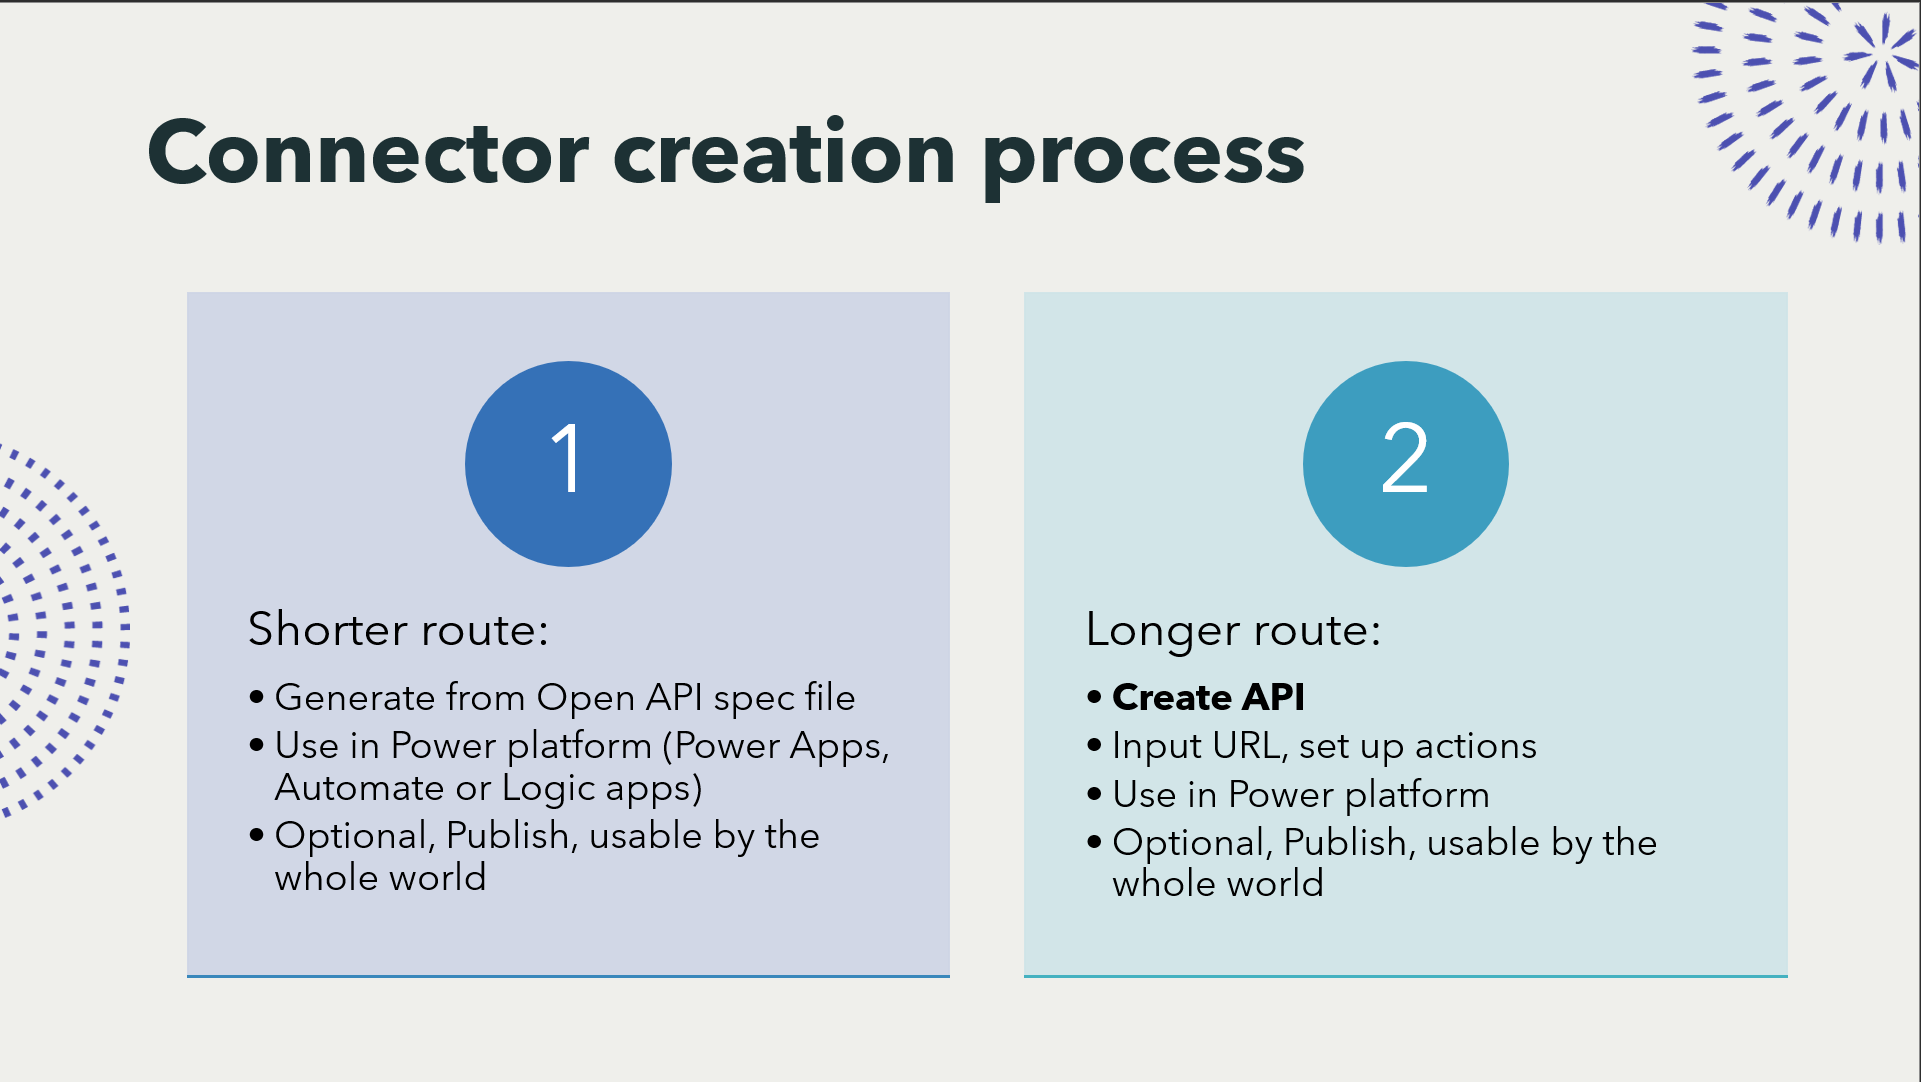 Connector creation process
1
Shorter route:
• Generate from Open API spec file
• Use in Power platform (Power Apps,
Automate or Logic apps)
• Optional, Publish, usable by the
whole world
2
Longer route:
• Create API
• Input URL, set up actions
• Use in Power platform
• Optional, Publish, usable by the
whole world